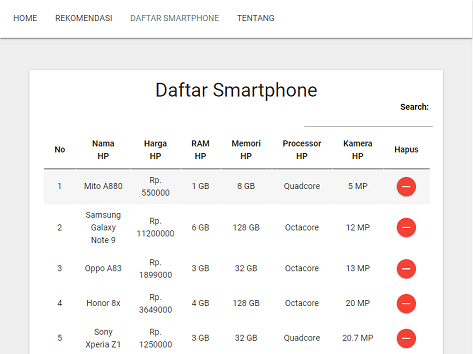 HOME REKOMENDASI DAFTAR SMARTPHONE TENTANG
Daftar Smartphone
Search:
No Nama HP Harga HP RAM HP Memori HP Processor HP Kamera HP Hapus
1 Mito A880 Rp. 550000 1 GB 8 GB Quadcore 5 MP
2 Samsung Galaxy Note 9 Rp. 11200000 6 GB 128 GB Octacore 12 MP
3 Oppo A83 Rp. 1899000 3 GB 32 GB Octacore 13 MP
4 Honor 8x Rp. 3649000 4 GB 128 GB Octacore 20 MP
5 Sony Xperia Z1 Rp. 1250000 3 GB 32 GB Quadcore 20.7 MP